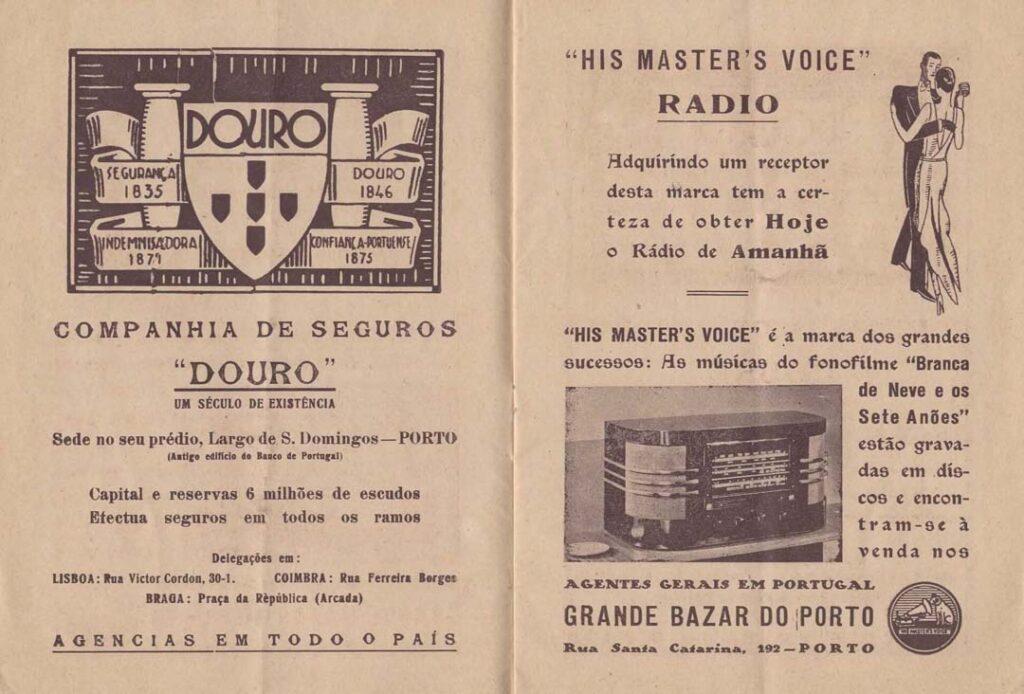 DOURO
SEGURANÇA
1835
DOURO
1846
INDEMNISADORA
1871
CONFIANÇA-PORTUENSE
1875
COMPANHIA DE SEGUROS
"DOURO"
UM SÉCULO DE EXISTÊNCIA
Sede no seu prédio, Largo de S. Domingos—PORTO
(Antigo edifício do Banco de Portugal)
Capital e reservas 6 milhões de escudos
Efectua seguros em todos os ramos
Delegações em:
LISBOA: Rua Victor Cordon, 30-1. COIMBRA: Rua Ferreira Borges
BRAGA: Praça da Rèpública (Arcada)
AGENCIAS EM TODO O PAÍS
"HIS MASTER'S VOICE"
RADIO
Adquirindo um receptor
desta marca tem a cer-
teza de obter Hoje
o Rádio de Amanhã
"HIS MASTER'S VOICE" é a marca dos grandes
sucessos: As músicas do fonofilme "Branca
de Neve e os
Sete Anões"
estão grava-
das em dis-
cos e encon-
tram-se à
venda nos
AGENTES GERAIS EM PORTUGAL
GRANDE BAZAR DO PORTO
Rua Santa Catarina, 192—PORTO
HIS MASTER'S VOICE